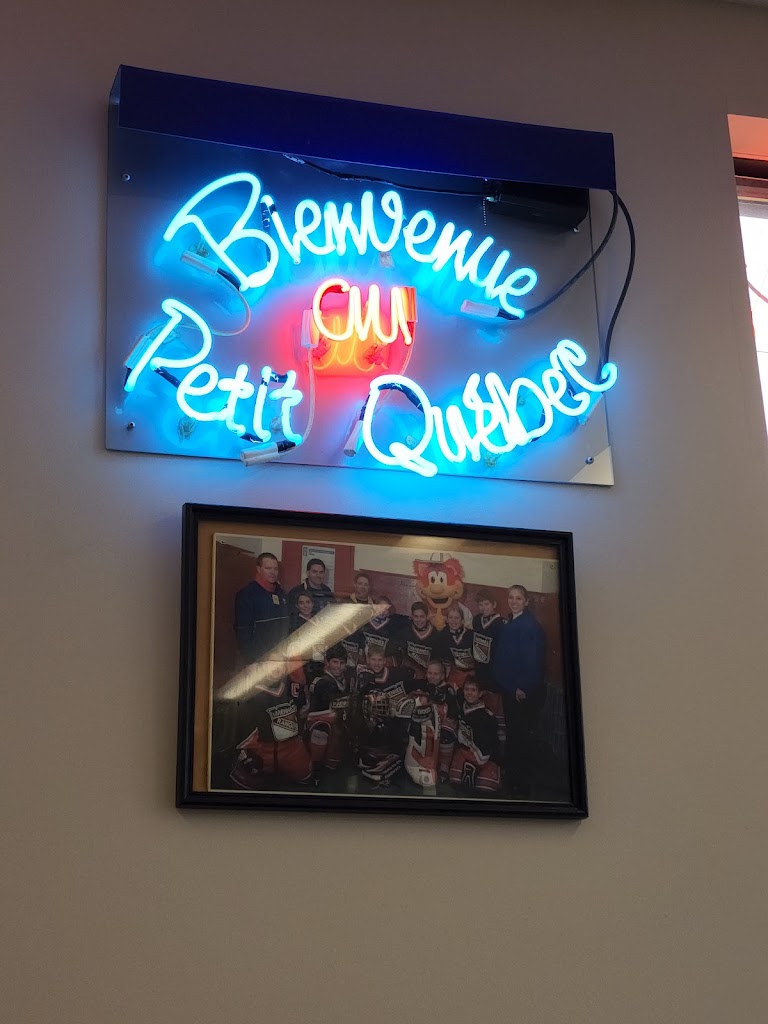 Bienvenue
au
Petit Québec